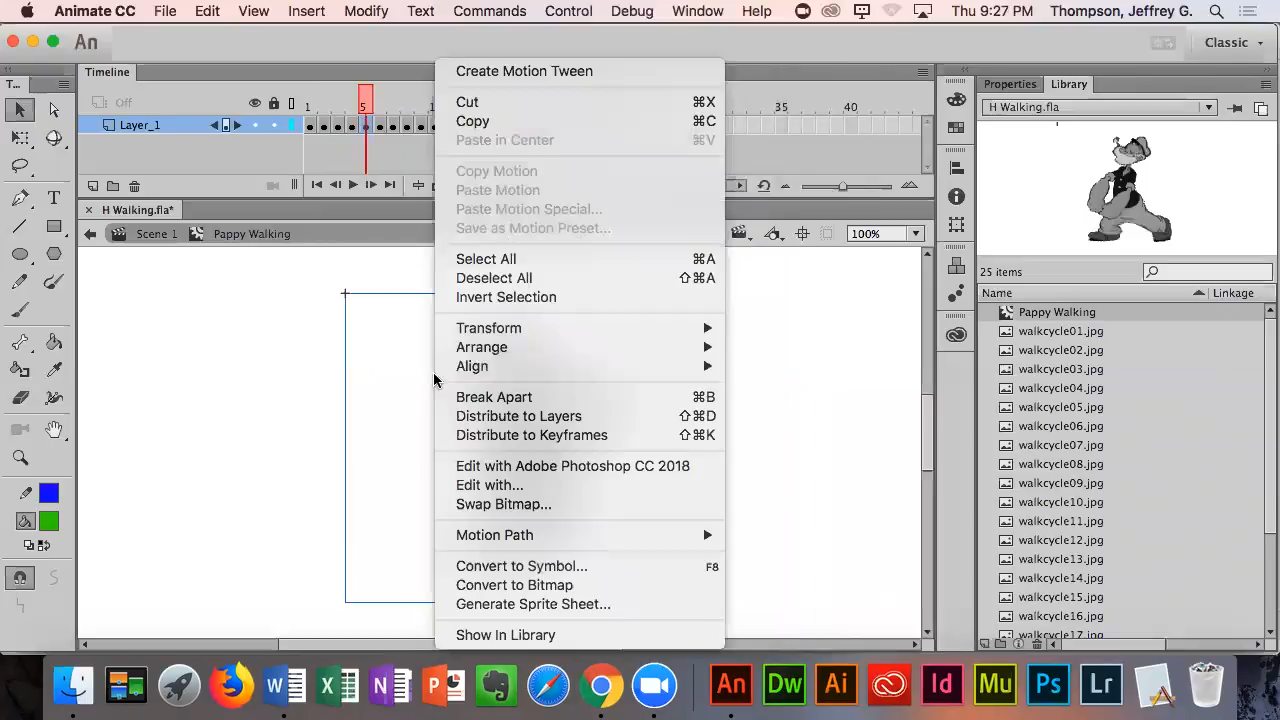 Animate CC File Edit View Insert Modify Text Commands Control Debug Window Help Thu 9:27 PM Thompson, Jeffrey G.
An Classic
T... Timeline Properties Library
Off 1 5 35 40 H Walking.fla
Layer_1
H Walking.fla*
Scene 1 Pappy Walking 100%
Create Motion Tween
Cut ⌘X
Copy ⌘C
Paste in Center ⌘V
Copy Motion
Paste Motion
Paste Motion Special...
Save as Motion Preset...
Select All ⌘A
Deselect All ⇧⌘A
Invert Selection
Transform
Arrange
Align
Break Apart ⌘B
Distribute to Layers ⇧⌘D
Distribute to Keyframes ⇧⌘K
Edit with Adobe Photoshop CC 2018
Edit with...
Swap Bitmap...
Motion Path
Convert to Symbol... F8
Convert to Bitmap
Generate Sprite Sheet...
Show In Library
25 items
Name Linkage
Pappy Walking
walkcycle01.jpg
walkcycle02.jpg
walkcycle03.jpg
walkcycle04.jpg
walkcycle05.jpg
walkcycle06.jpg
walkcycle07.jpg
walkcycle08.jpg
walkcycle09.jpg
walkcycle10.jpg
walkcycle11.jpg
walkcycle12.jpg
walkcycle13.jpg
walkcycle14.jpg
walkcycle15.jpg
walkcycle16.jpg
walkcycle17.jpg
W X N P An Dw Ai Id Mu Ps Lr